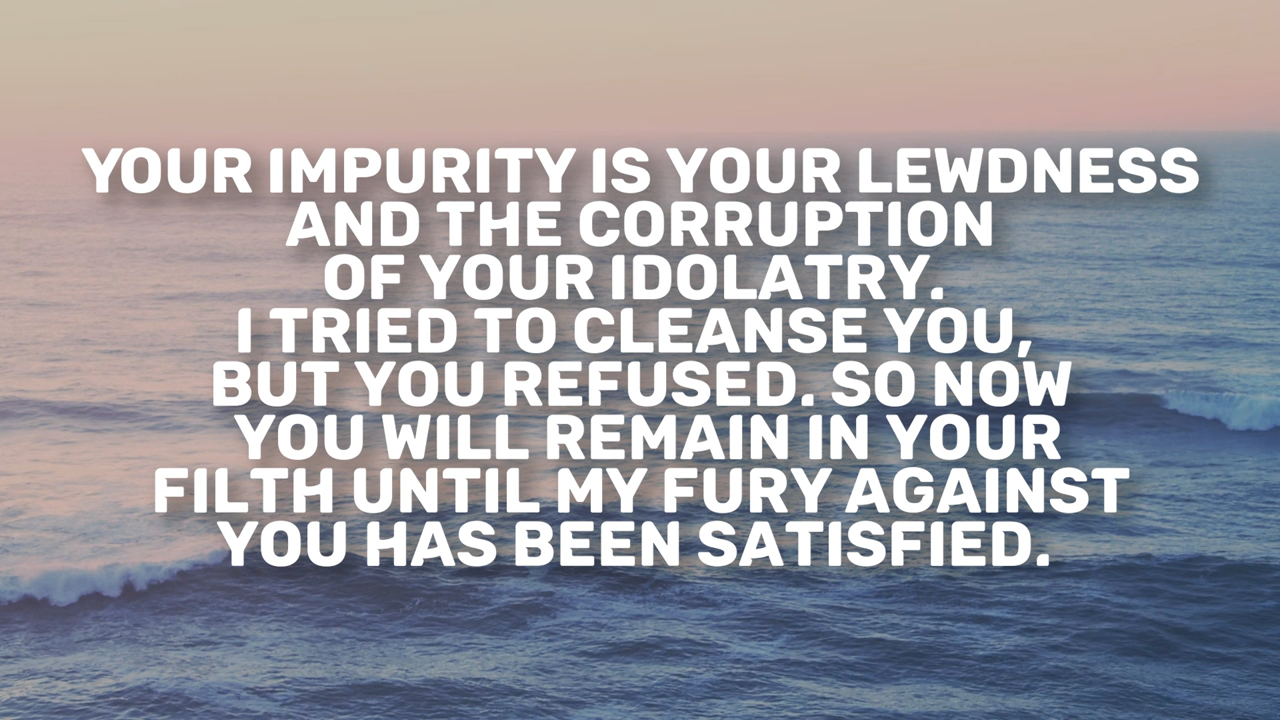 YOUR IMPURITY IS YOUR LEWDNESS
AND THE CORRUPTION
OF YOUR IDOLATRY.
I TRIED TO CLEANSE YOU,
BUT YOU REFUSED. SO NOW
YOU WILL REMAIN IN YOUR
FILTH UNTIL MY FURY AGAINST
YOU HAS BEEN SATISFIED.